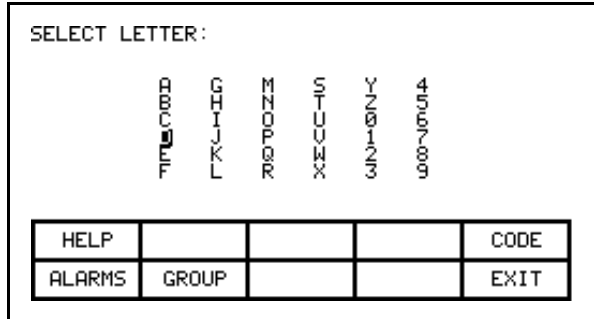 SELECT LETTER:
A G M S Y 4
B H N T Z 5
C I O U 0 6
D J P V 1 7
E K Q W 2 8
F L R X 3 9
HELP CODE
ALARMS GROUP EXIT